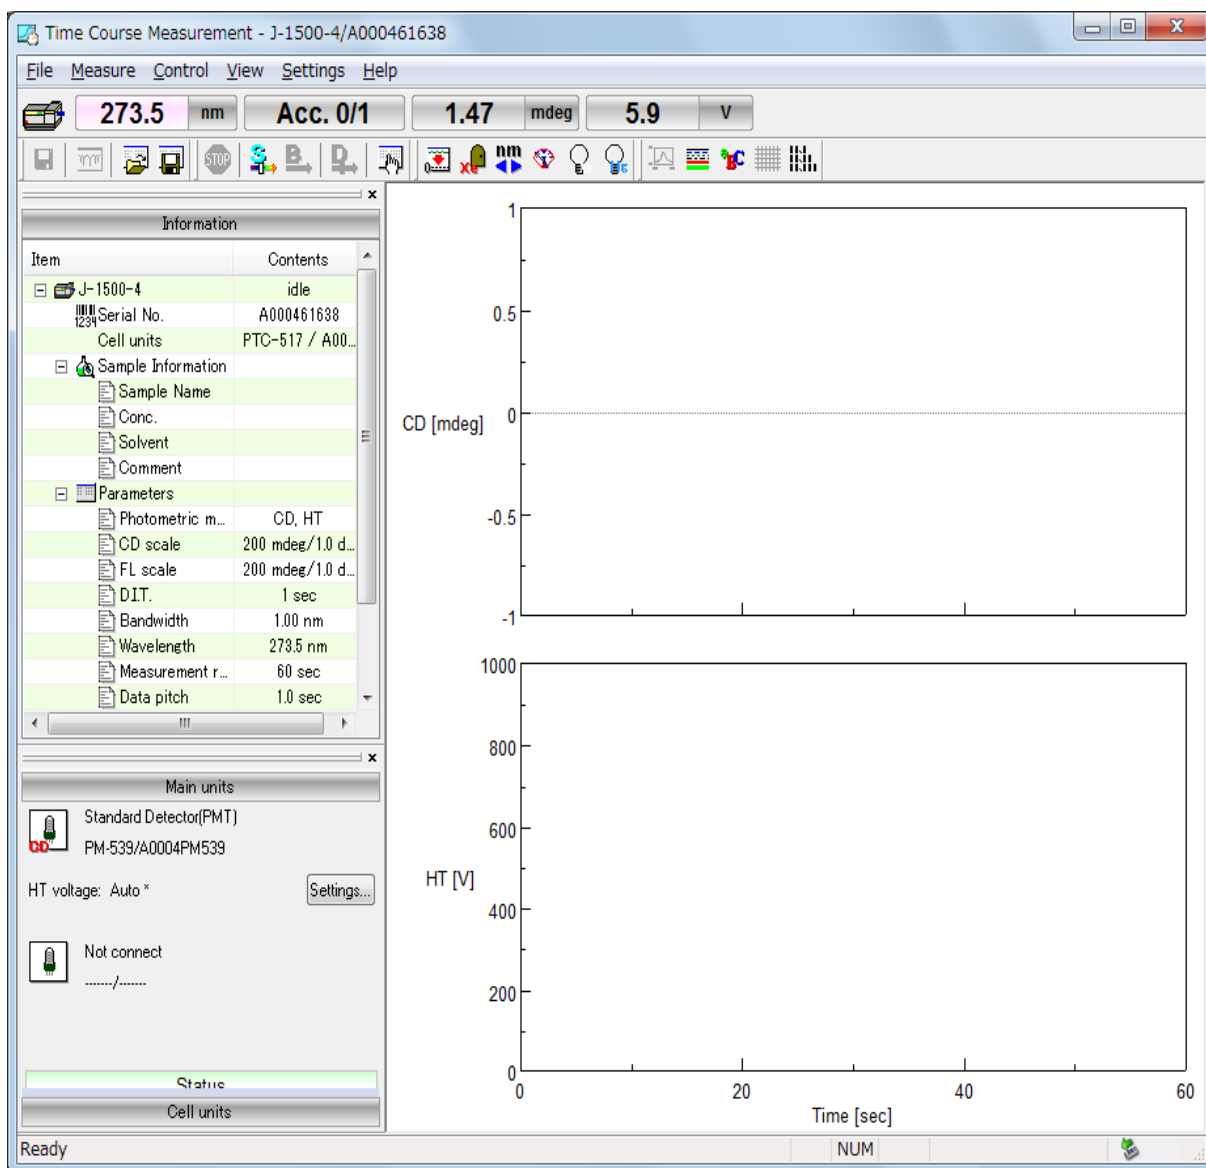 Time Course Measurement - J-1500-4/A000461638
File Measure Control View Settings Help
273.5 nm Acc. 0/1 1.47 mdeg 5.9 V
STOP S B D 0 Xe nm
Information
Item Contents
J-1500-4 idle
1234 Serial No. A000461638
Cell units PTC-517 / A00...
Sample Information
Sample Name
Conc.
Solvent
Comment
Parameters
Photometric m... CD, HT
CD scale 200 mdeg/1.0 d...
FL scale 200 mdeg/1.0 d...
D.I.T. 1 sec
Bandwidth 1.00 nm
Wavelength 273.5 nm
Measurement r... 60 sec
Data pitch 1.0 sec
Main units
Standard Detector(PMT)
CD
PM-539/A0004PM539
HT voltage: Auto * Settings...
Not connect
-------/-------
Status
Cell units
1
0.5
0
CD [mdeg]
-0.5
-1
1000
800
600
HT [V]
400
200
0
0 20 40 60
Time [sec]
Ready NUM